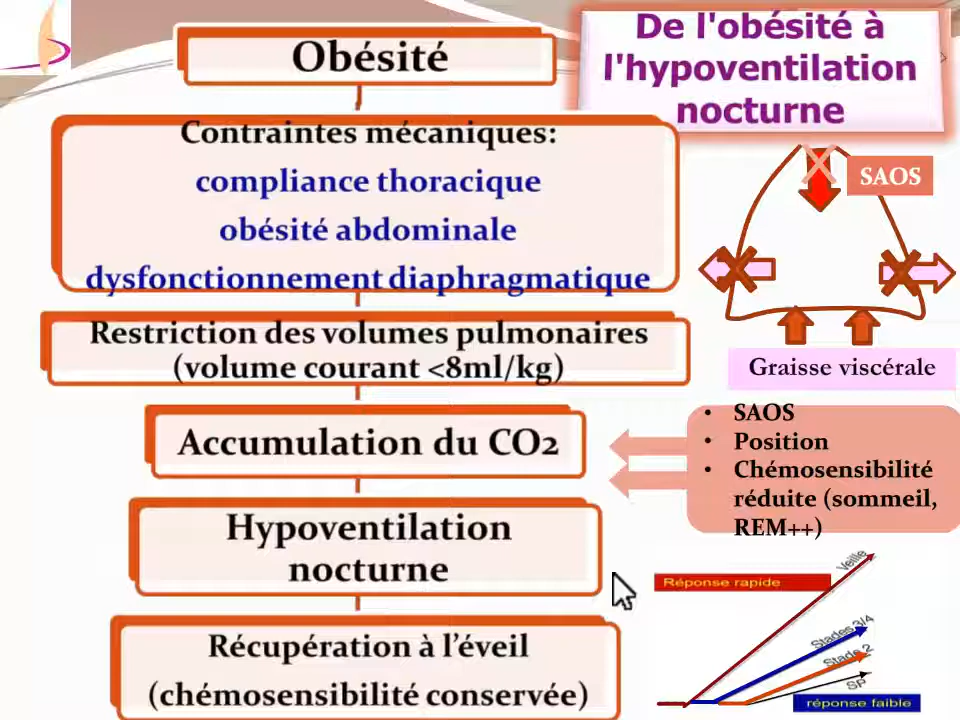 De l'obésité à
l'hypoventilation
nocturne
Obésité
Contraintes mécaniques:
compliance thoracique
obésité abdominale
dysfonctionnement diaphragmatique
Restriction des volumes pulmonaires
(volume courant <8ml/kg)
Accumulation du CO2
Hypoventilation
nocturne
Récupération à l’éveil
(chémosensibilité conservée)
SAOS
Graisse viscérale
• SAOS
• Position
• Chémosensibilité
réduite (sommeil,
REM++)
Veille
Réponse rapide
Stades 3/4
Stade 2
SP
réponse faible